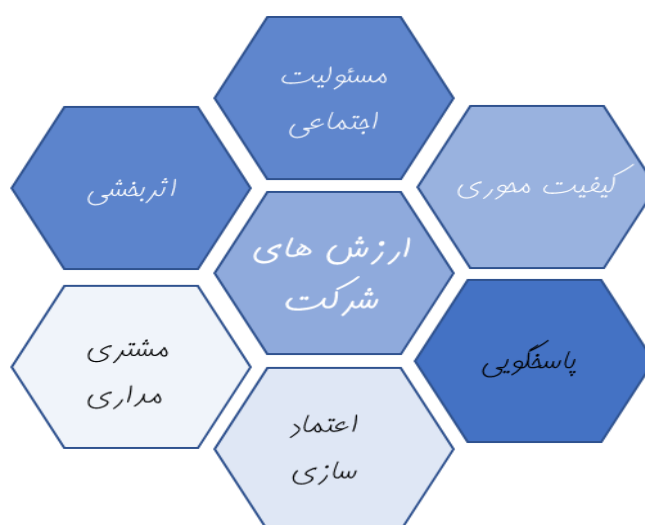 مسئولیت
اجتماعی
کیفیت محوری
اثربخشی
ارزش های
شرکت
پاسخگویی
مشتری
مداری
اعتماد
سازی